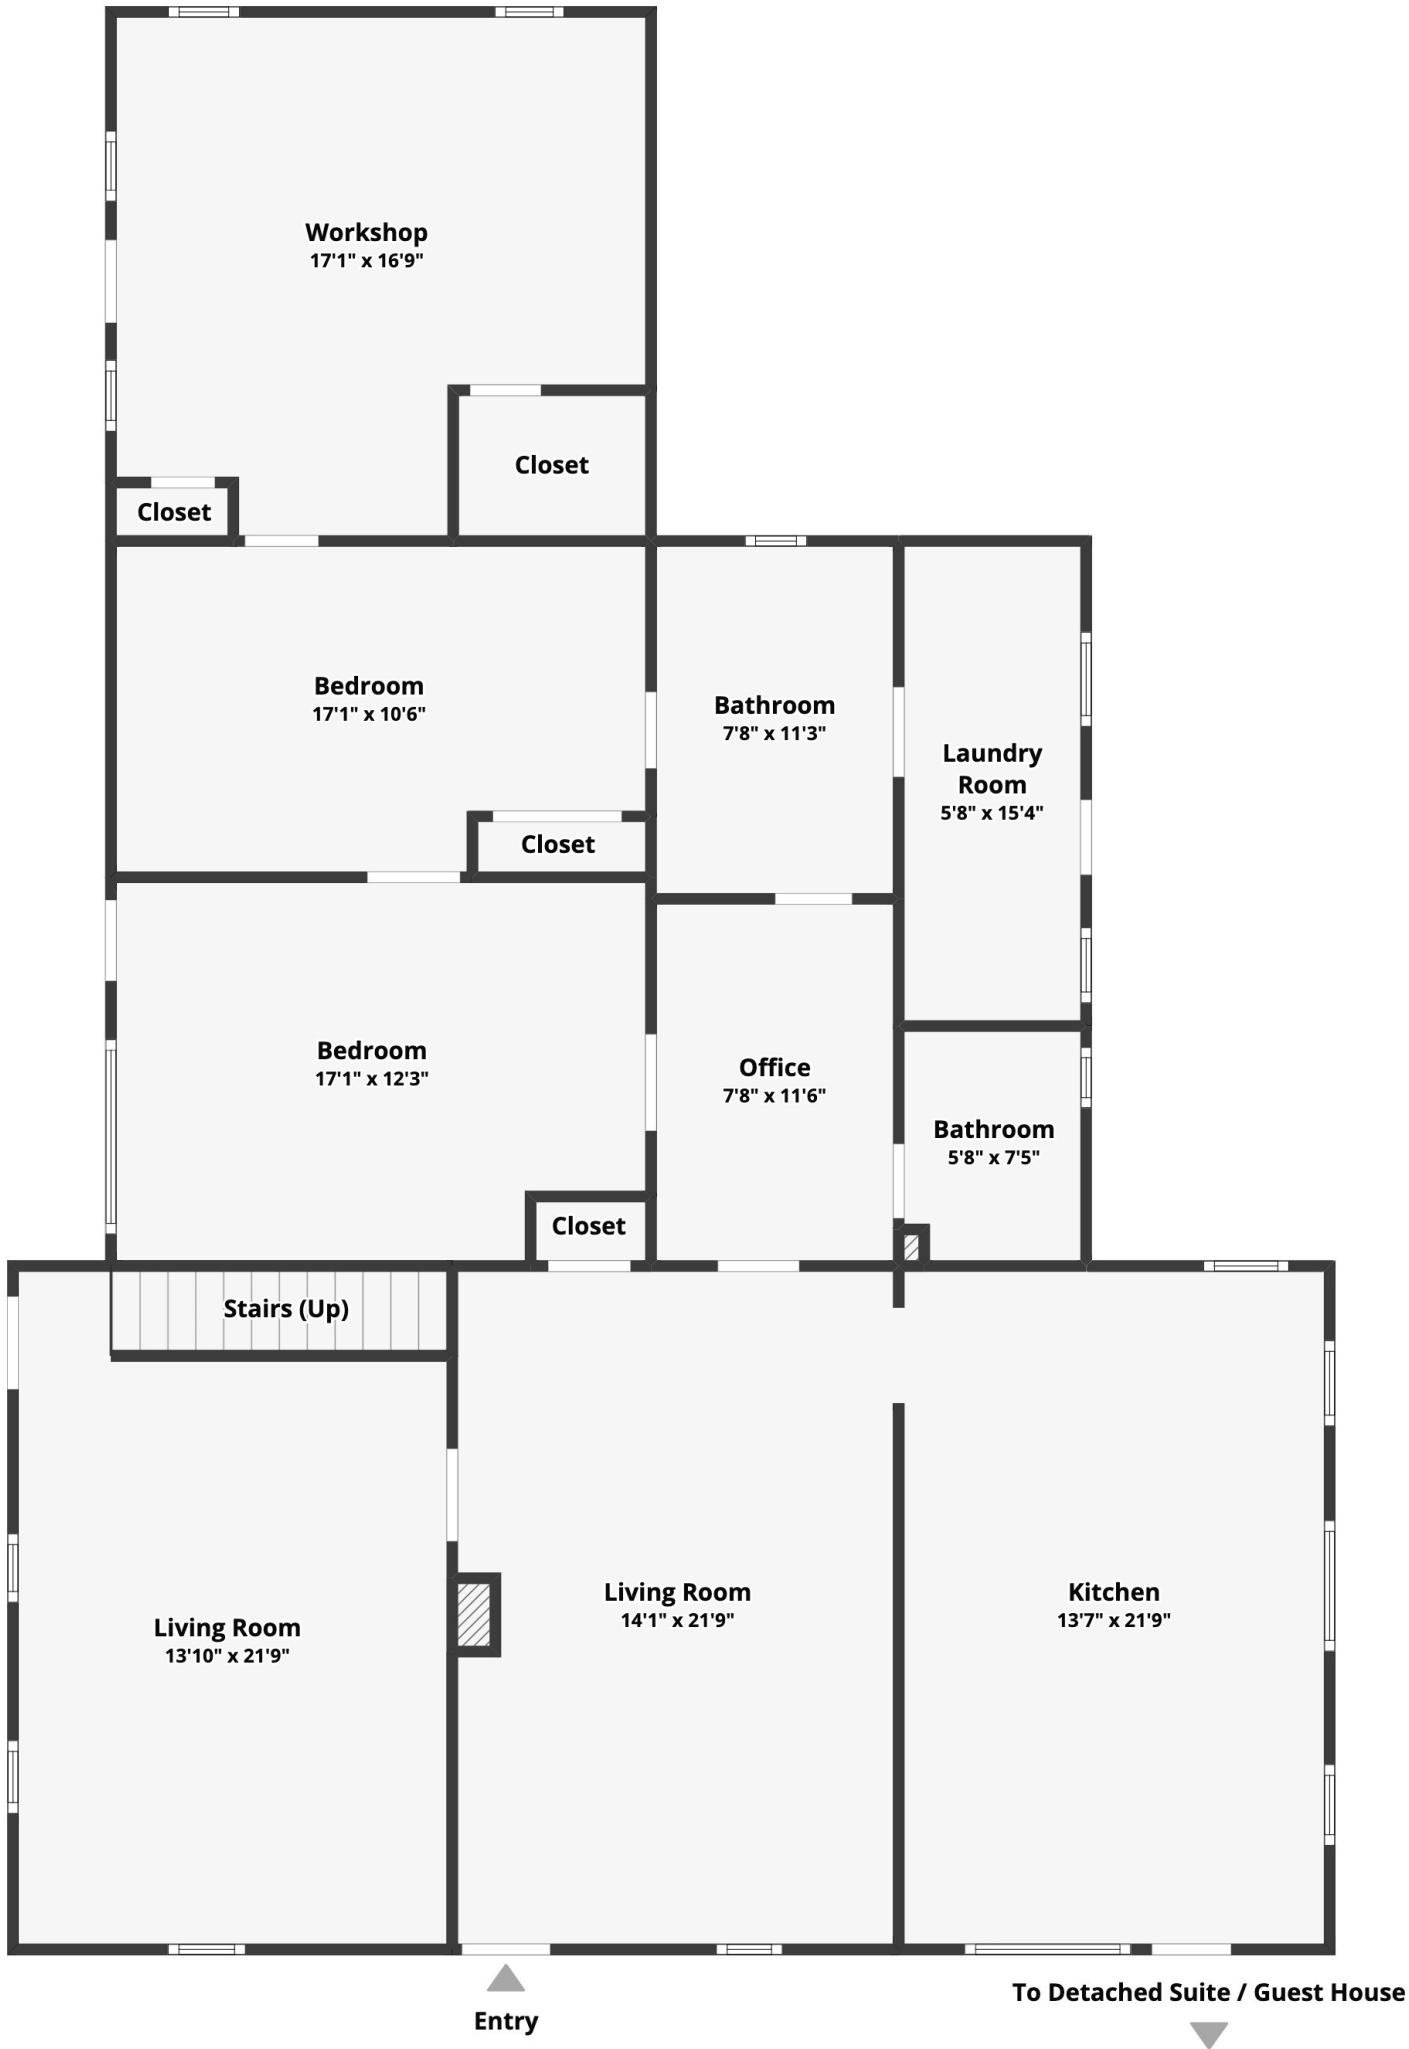 Workshop
17'1" x 16'9"
Closet
Closet
Bedroom
17'1" x 10'6"
Bathroom
7'8" x 11'3"
Laundry
Room
5'8" x 15'4"
Closet
Bedroom
17'1" x 12'3"
Office
7'8" x 11'6"
Bathroom
5'8" x 7'5"
Closet
Stairs (Up)
Living Room
13'10" x 21'9"
Living Room
14'1" x 21'9"
Kitchen
13'7" x 21'9"
To Detached Suite / Guest House
Entry